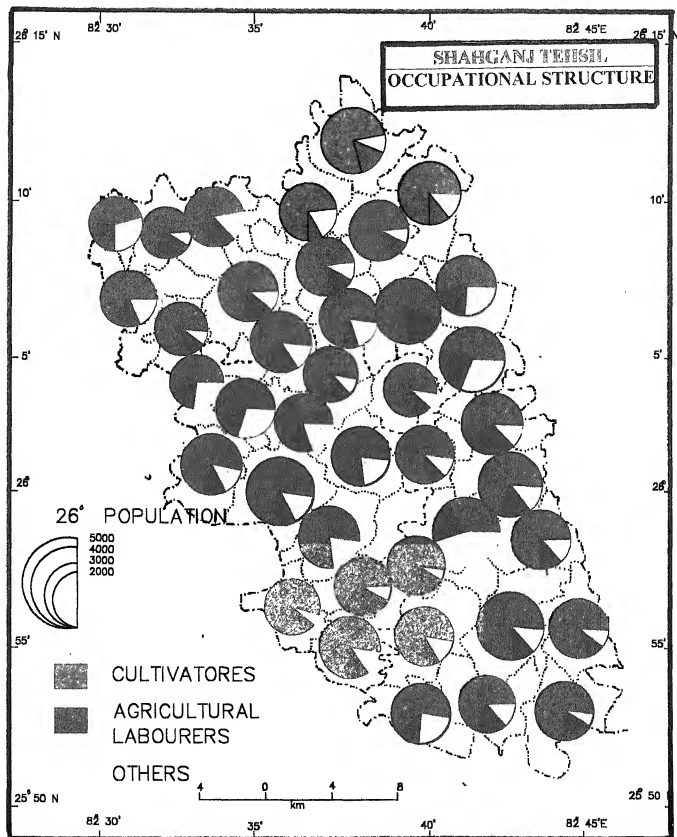 82 30' 35' 40' 82 45'E
26 15' N 26 15' N
SHAHGANJ TEHSIL
OCCUPATIONAL STRUCTURE
10' 10'
5' 5'
26 26
26° POPULATION
5000
4000
3000
2000
55' 55'
CULTIVATORES
AGRICULTURAL
LABOURERS
OTHERS
4 0 4 8
km
25 50 N 25 50 N
82 30' 35' 40' 82 45'E